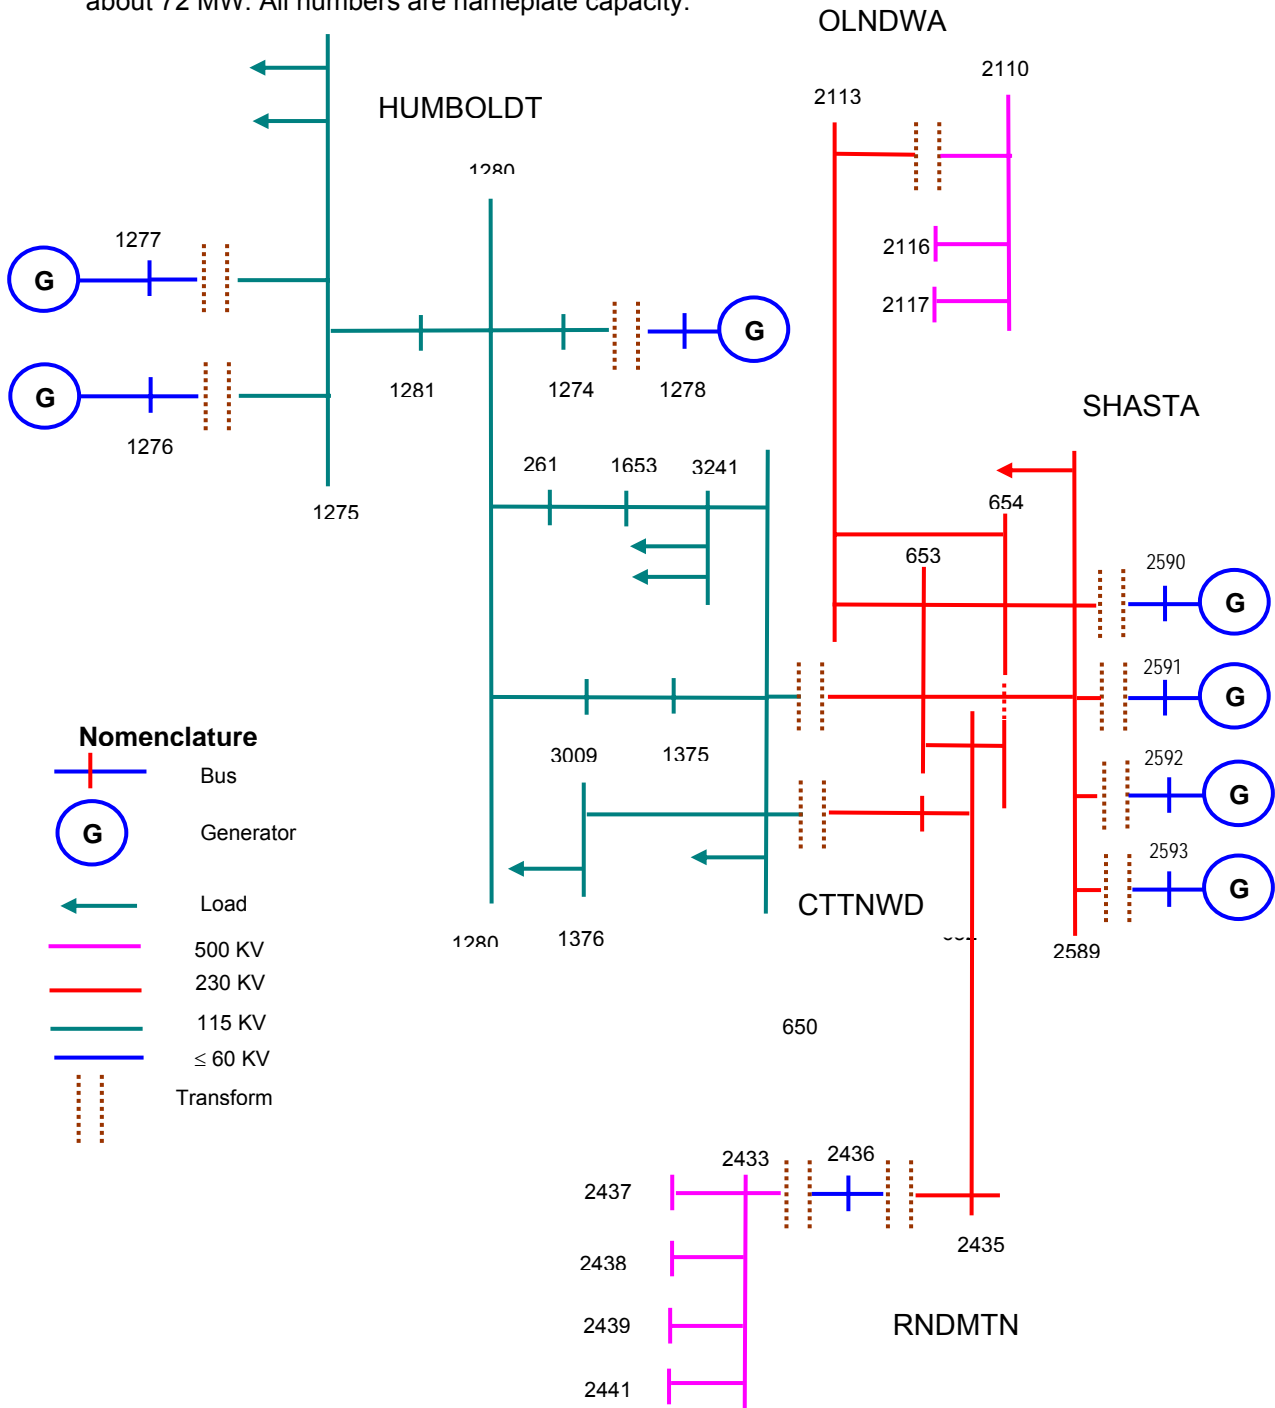 about 72 MW. All numbers are nameplate capacity.
OLNDWA
2110
2113
HUMBOLDT
1280
1277
2116
2117
G
G
1281
1274
1278
G
1276
SHASTA
261
1653
3241
654
1275
653
2590
G
2591
G
Nomenclature
3009
1375
2592
Bus
G
G
Generator
2593
G
Load
CTTNWD
1280
1376
2589
500 KV
230 KV
115 KV
650
≤ 60 KV
Transform
2433
2436
2437
2435
2438
2439
RNDMTN
2441